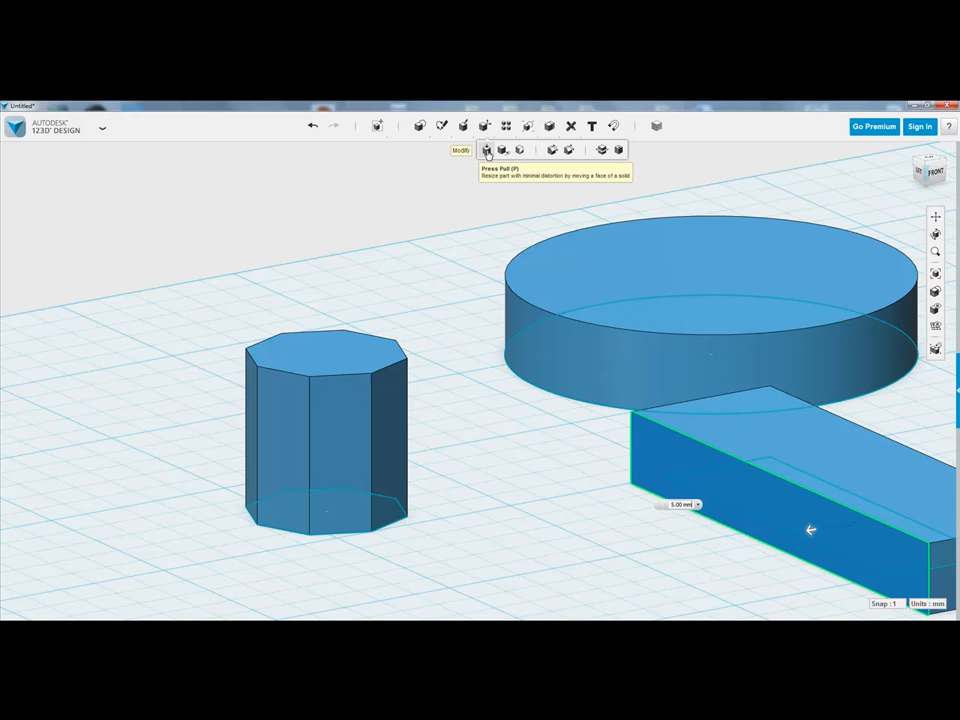 Untitled*
AUTODESK®
123D® DESIGN
Go Premium
Sign In
?
Modify
Press Pull (P)
Resize part with minimal distortion by moving a face of a solid
FRONT
5.00 mm
Snap : 1
Units : mm